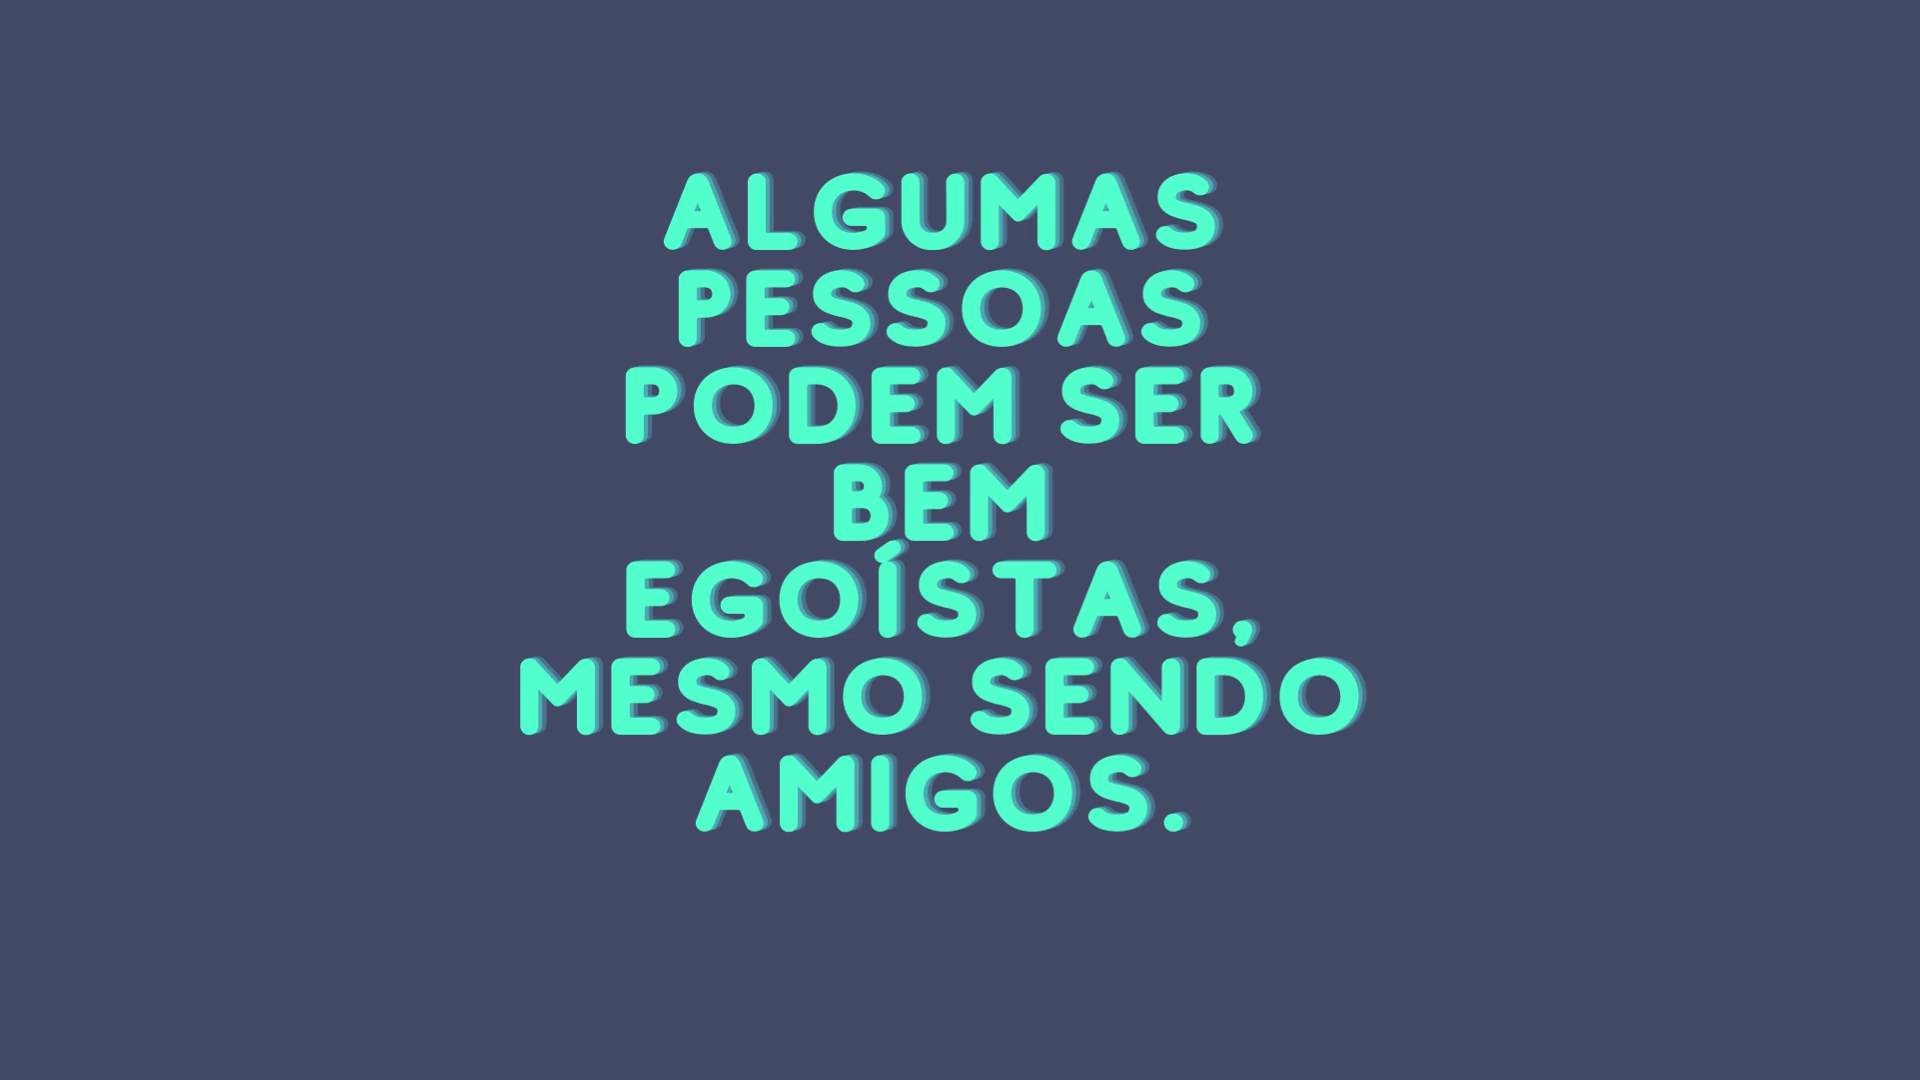 ALGUMAS
PESSOAS
PODEM SER
BEM
EGOÍSTAS,
MESMO SENDO
AMIGOS.